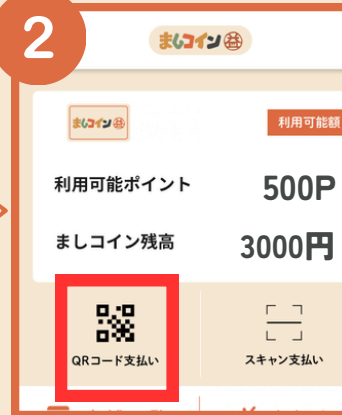 2
ましコイン 益
ましコイン 益
利用可能額
利用可能ポイント 500P
ましコイン残高 3000円
QRコード支払い スキャン支払い